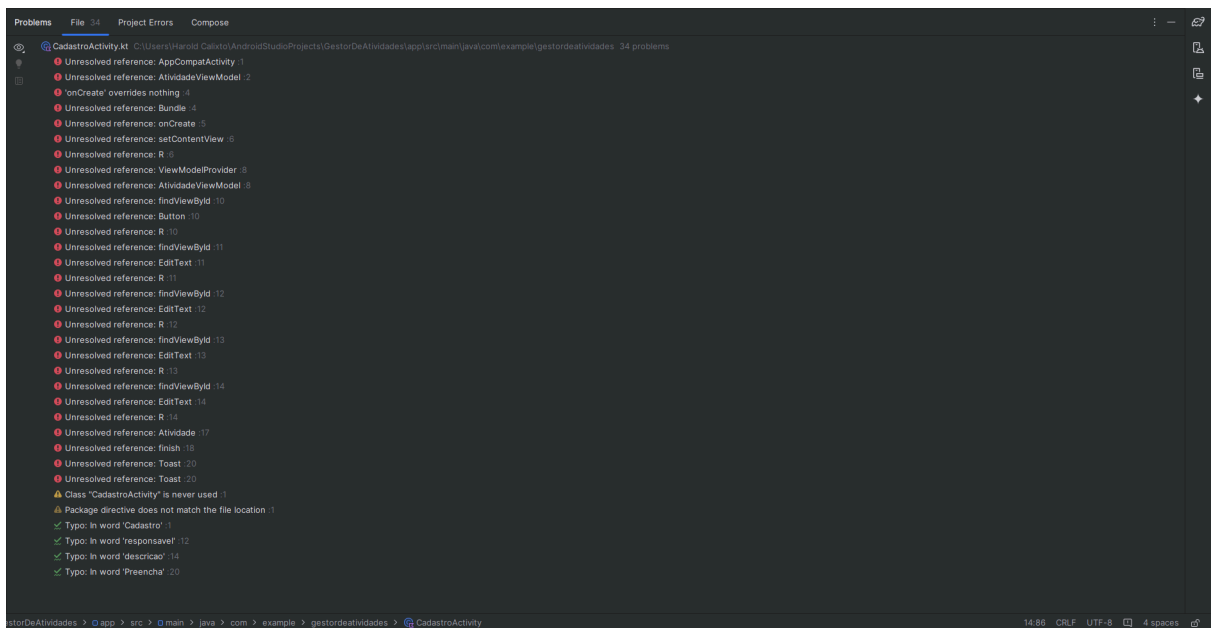 Problems File 34 Project Errors Compose
CadastroActivity.kt C:\Users\Harold Calixto\AndroidStudioProjects\GestorDeAtividades\app\src\main\java\com\example\gestordeatividades 34 problems
Unresolved reference: AppCompatActivity :1
Unresolved reference: AtividadeViewModel :2
'onCreate' overrides nothing :4
Unresolved reference: Bundle :4
Unresolved reference: onCreate :5
Unresolved reference: setContentView :6
Unresolved reference: R :6
Unresolved reference: ViewModelProvider :8
Unresolved reference: AtividadeViewModel :8
Unresolved reference: findViewById :10
Unresolved reference: Button :10
Unresolved reference: R :10
Unresolved reference: findViewById :11
Unresolved reference: EditText :11
Unresolved reference: R :11
Unresolved reference: findViewById :12
Unresolved reference: EditText :12
Unresolved reference: R :12
Unresolved reference: findViewById :13
Unresolved reference: EditText :13
Unresolved reference: R :13
Unresolved reference: findViewById :14
Unresolved reference: EditText :14
Unresolved reference: R :14
Unresolved reference: Atividade :17
Unresolved reference: finish :18
Unresolved reference: Toast :20
Unresolved reference: Toast :20
Class "CadastroActivity" is never used :1
Package directive does not match the file location :1
Typo: In word 'Cadastro' :1
Typo: In word 'responsavel' :12
Typo: In word 'descricao' :14
Typo: In word 'Preencha' :20
estorDeAtividades > app > src > main > java > com > example > gestordeatividades > CadastroActivity 14:86 CRLF UTF-8 4 spaces